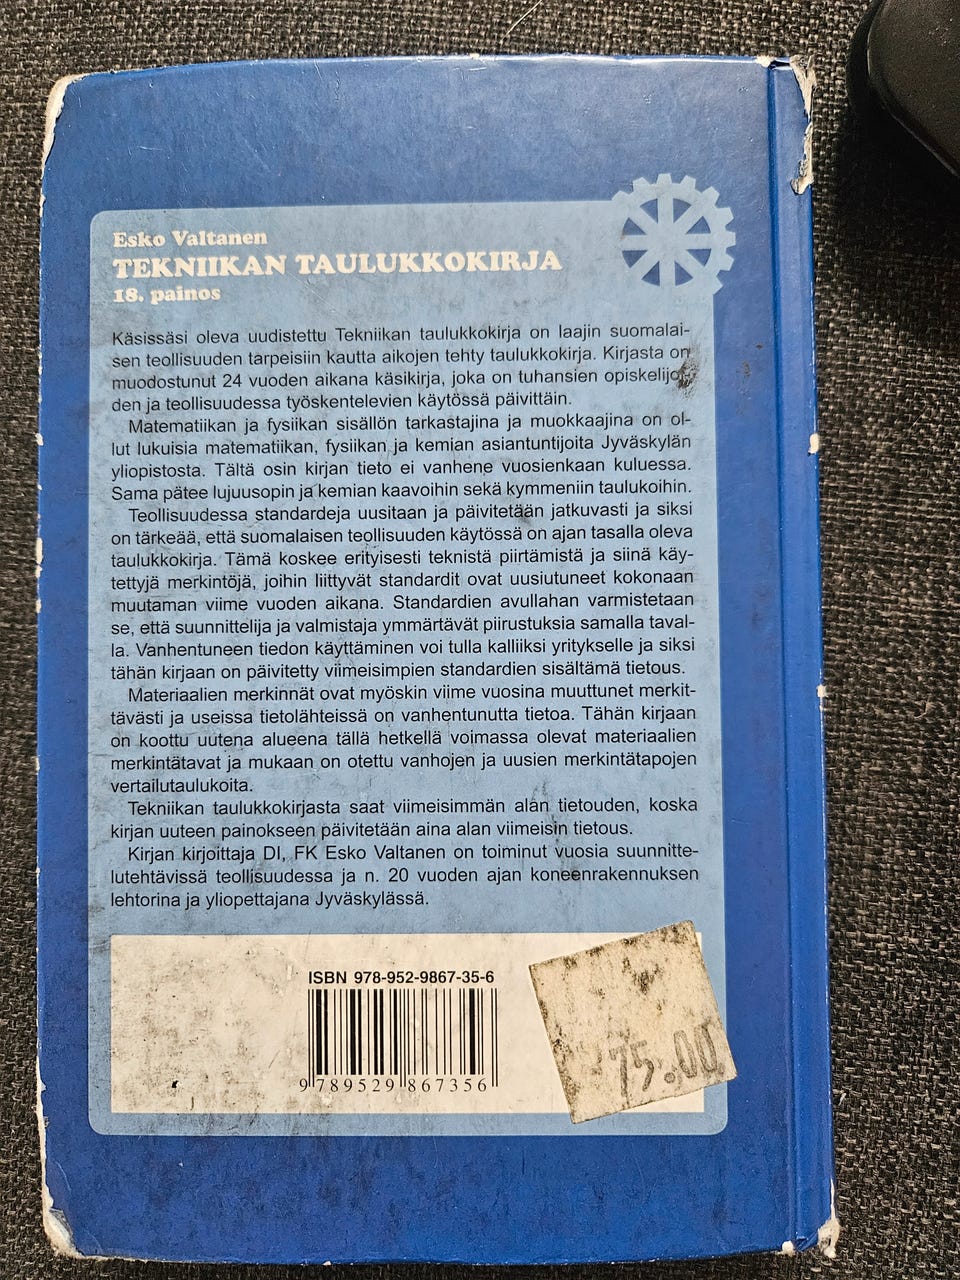 Esko Valtanen
TEKNIIKAN TAULUKKOKIRJA
18. painos
Käsissäsi oleva uudistettu Tekniikan taulukkokirja on laajin suomalai-
sen teollisuuden tarpeisiin kautta aikojen tehty taulukkokirja. Kirjasta on
muodostunut 24 vuoden aikana käsikirja, joka on tuhansien opiskelijoi-
den ja teollisuudessa työskentelevien käytössä päivittäin.
Matematiikan ja fysiikan sisällön tarkastajina ja muokkaajina on ol-
lut lukuisia matematiikan, fysiikan ja kemian asiantuntijoita Jyväskylän
yliopistosta. Tältä osin kirjan tieto ei vanhene vuosienkaan kuluessa.
Sama pätee lujuusopin ja kemian kaavoihin sekä kymmeniin taulukoihin.
Teollisuudessa standardeja uusitaan ja päivitetään jatkuvasti ja siksi
on tärkeää, että suomalaisen teollisuuden käytössä on ajan tasalla oleva
taulukkokirja. Tämä koskee erityisesti teknistä piirtämistä ja siinä käy-
tettyjä merkintöjä, joihin liittyvät standardit ovat uusiutuneet kokonaan
muutaman viime vuoden aikana. Standardien avullahan varmistetaan
se, että suunnittelija ja valmistaja ymmärtävät piirustuksia samalla taval-
la. Vanhentuneen tiedon käyttäminen voi tulla kalliiksi yritykselle ja siksi
tähän kirjaan on päivitetty viimeisimpien standardien sisältämä tietous.
Materiaalien merkinnät ovat myöskin viime vuosina muuttunet merkit-
tävästi ja useissa tietolähteissä on vanhentunutta tietoa. Tähän kirjaan
on koottu uutena alueena tällä hetkellä voimassa olevat materiaalien
merkintätavat ja mukaan on otettu vanhojen ja uusien merkintätapojen
vertailutaulukoita.
Tekniikan taulukkokirjasta saat viimeisimmän alan tietouden, koska
kirjan uuteen painokseen päivitetään aina alan viimeisin tietous.
Kirjan kirjoittaja DI, FK Esko Valtanen on toiminut vuosia suunnitte-
lutehtävissä teollisuudessa ja n. 20 vuoden ajan koneenrakennuksen
lehtorina ja yliopettajana Jyväskylässä.
ISBN 978-952-9867-35-6
9 789529 867356
75.00